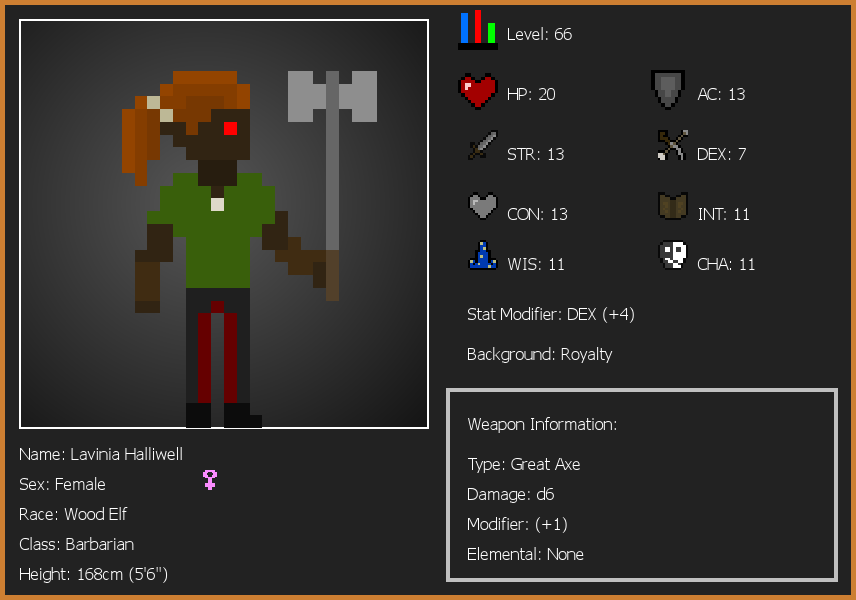 Level: 66
HP: 20
AC: 13
STR: 13
DEX: 7
CON: 13
INT: 11
WIS: 11
CHA: 11
Stat Modifier: DEX (+4)
Background: Royalty
Weapon Information:
Type: Great Axe
Damage: d6
Modifier: (+1)
Elemental: None
Name: Lavinia Halliwell
Sex: Female
Race: Wood Elf
Class: Barbarian
Height: 168cm (5'6")